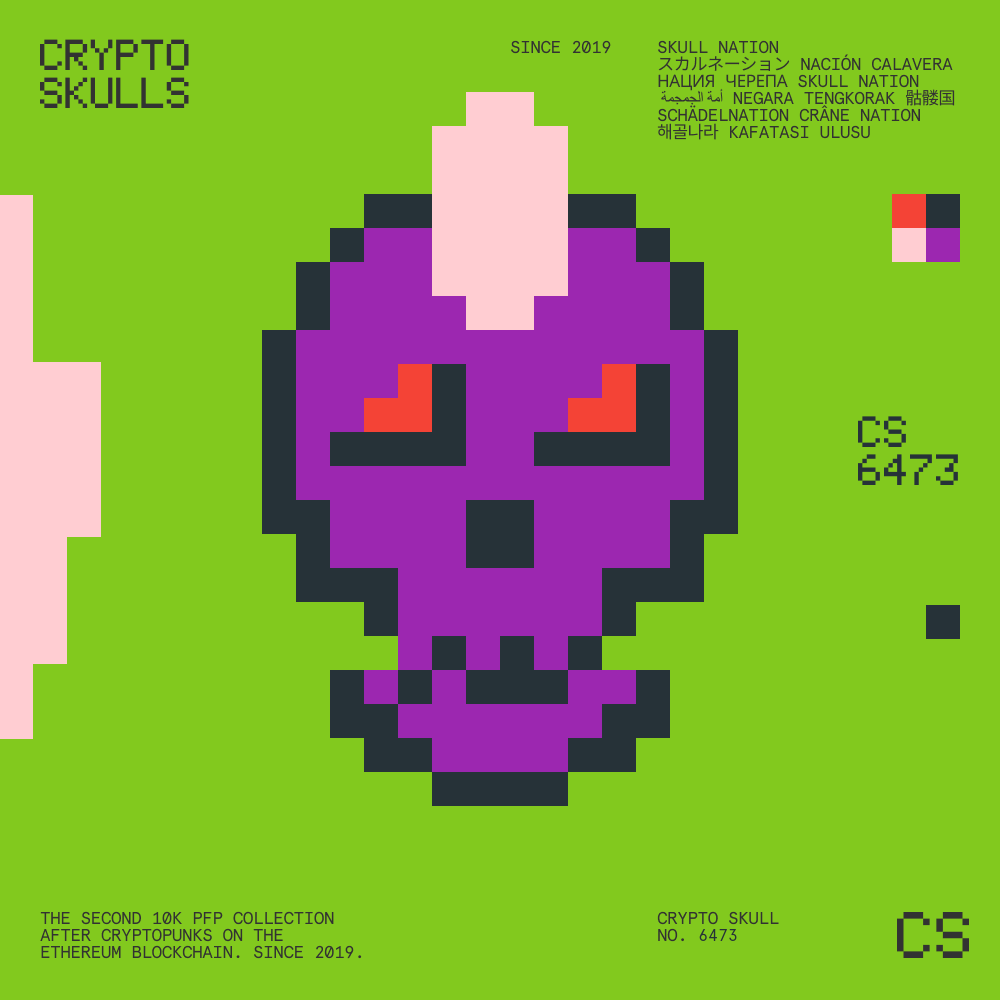 CRYPTO
SKULLS
SINCE 2019
SKULL NATION
スカルネーション NACIÓN CALAVERA
НАЦИЯ ЧЕРЕПА SKULL NATION
أمة الجمجمة NEGARA TENGKORAK 骷髅国
SCHÄDELNATION CRÂNE NATION
해골나라 KAFATASI ULUSU
CS
6473
THE SECOND 10K PFP COLLECTION
AFTER CRYPTOPUNKS ON THE
ETHEREUM BLOCKCHAIN. SINCE 2019.
CRYPTO SKULL
NO. 6473
CS